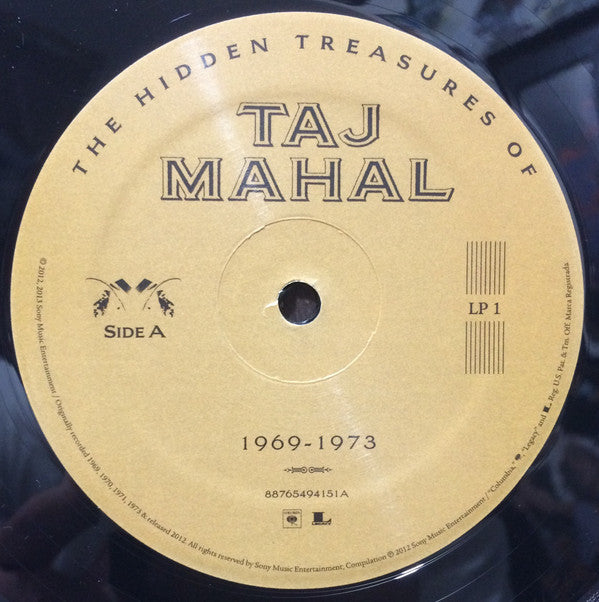 THE HIDDEN TREASURES OF
TAJ
MAHAL
SIDE A
LP 1
1969-1973
88765494151A
© 2012, 2013 Sony Music Entertainment / Originally recorded 1969, 1970, 1971, 1973 & released 2012. All rights reserved by Sony Music Entertainment, Compilation ℗ 2012 Sony Music Entertainment / "Columbia," "Legacy" and L Reg. U.S. Pat. & Tm. Off. Marca Registrada